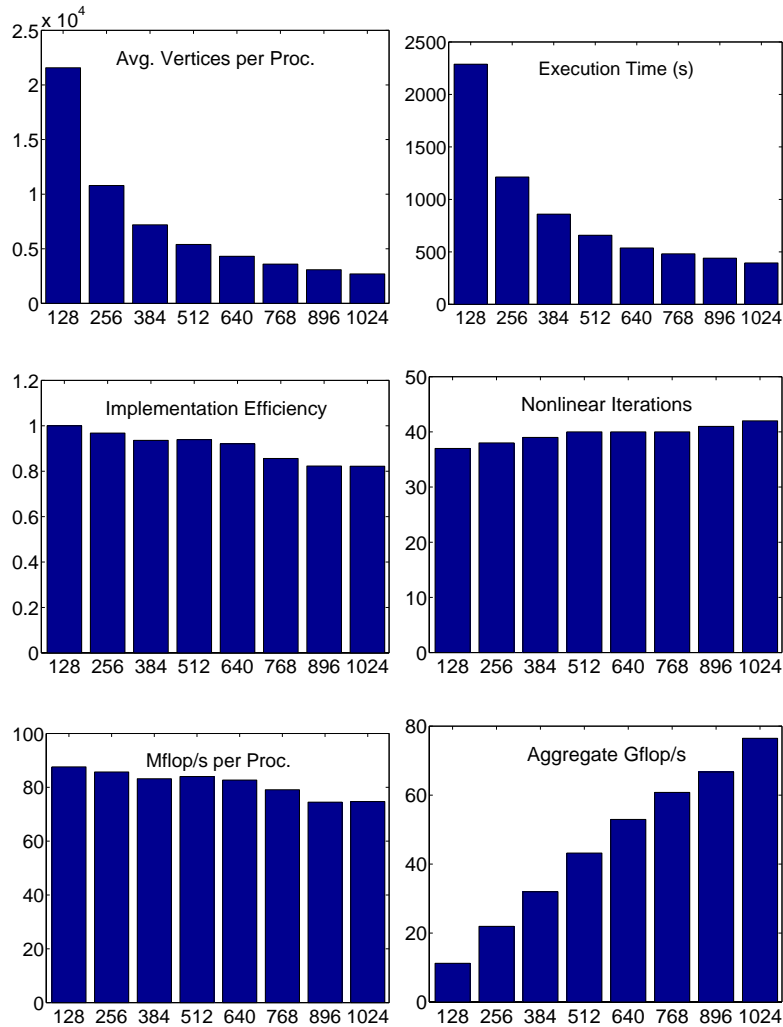 x 10^4
2.5
Avg. Vertices per Proc.
2
1.5
1
0.5
0
128 256 384 512 640 768 896 1024
2500
Execution Time (s)
2000
1500
1000
500
0
128 256 384 512 640 768 896 1024
1.2
Implementation Efficiency
1
0.8
0.6
0.4
0.2
0
128 256 384 512 640 768 896 1024
50
Nonlinear Iterations
40
30
20
10
0
128 256 384 512 640 768 896 1024
100
Mflop/s per Proc.
80
60
40
20
0
128 256 384 512 640 768 896 1024
80
Aggregate Gflop/s
60
40
20
0
128 256 384 512 640 768 896 1024